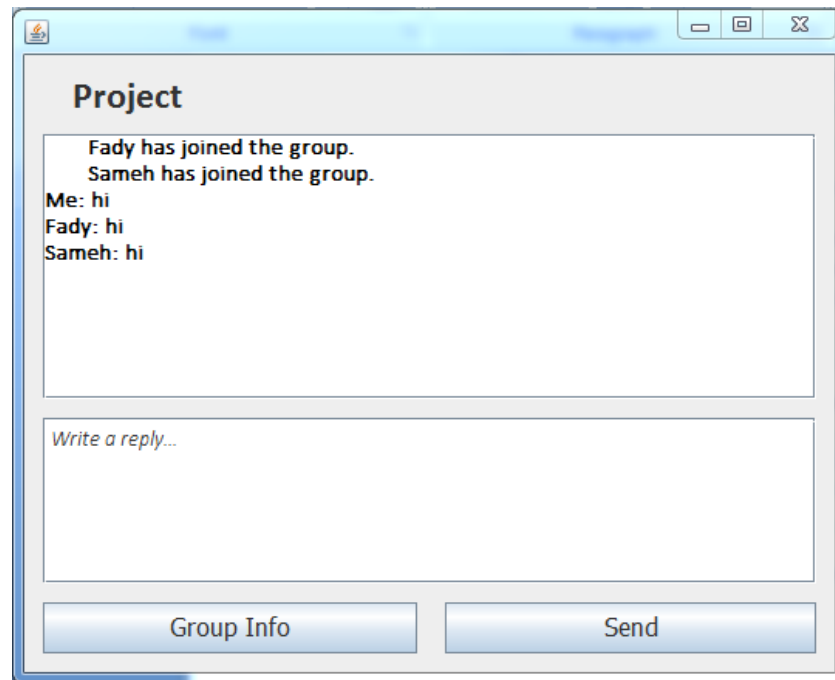 Project
Fady has joined the group.
Sameh has joined the group.
Me: hi
Fady: hi
Sameh: hi
Write a reply...
Group Info
Send